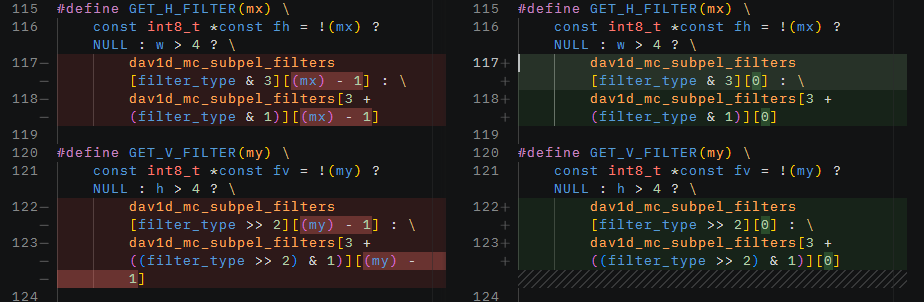 115 #define GET_H_FILTER(mx) \
116 const int8_t *const fh = !(mx) ?
NULL : w > 4 ? \
117— dav1d_mc_subpel_filters
— [filter_type & 3][(mx) - 1] : \
118— dav1d_mc_subpel_filters[3 +
— (filter_type & 1)][(mx) - 1]
119
120 #define GET_V_FILTER(my) \
121 const int8_t *const fv = !(my) ?
NULL : h > 4 ? \
122— dav1d_mc_subpel_filters
— [filter_type >> 2][(my) - 1] : \
123— dav1d_mc_subpel_filters[3 +
— ((filter_type >> 2) & 1)][(my) -
— 1]
124
115 #define GET_H_FILTER(mx) \
116 const int8_t *const fh = !(mx) ?
NULL : w > 4 ? \
117+ dav1d_mc_subpel_filters
+ [filter_type & 3][0] : \
118+ dav1d_mc_subpel_filters[3 +
+ (filter_type & 1)][0]
119
120 #define GET_V_FILTER(my) \
121 const int8_t *const fv = !(my) ?
NULL : h > 4 ? \
122+ dav1d_mc_subpel_filters
+ [filter_type >> 2][0] : \
123+ dav1d_mc_subpel_filters[3 +
+ ((filter_type >> 2) & 1)][0]
124